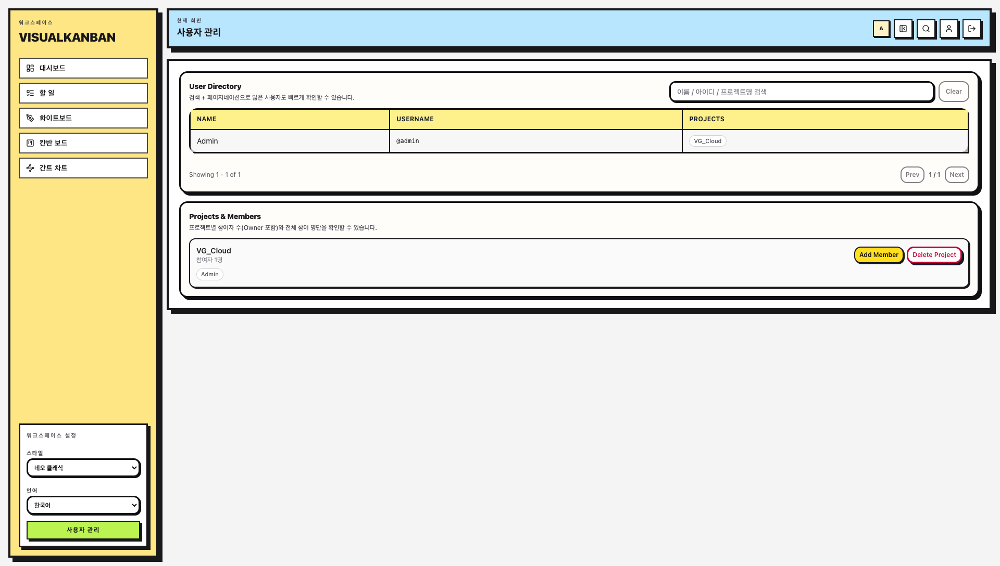 워크스페이스
VISUALKANBAN
대시보드
할 일
화이트보드
칸반 보드
간트 차트
워크스페이스 설정
스타일
네오 클래식
언어
한국어
사용자 관리
현재 화면
사용자 관리
A
User Directory
검색 + 페이지네이션으로 많은 사용자도 빠르게 확인할 수 있습니다.
이름 / 아이디 / 프로젝트명 검색
Clear
NAME USERNAME PROJECTS
Admin @admin VG_Cloud
Showing 1 - 1 of 1
Prev 1 / 1 Next
Projects & Members
프로젝트별 참여자 수(Owner 포함)와 전체 참여 명단을 확인할 수 있습니다.
VG_Cloud
참여자 1명
Admin
Add Member Delete Project